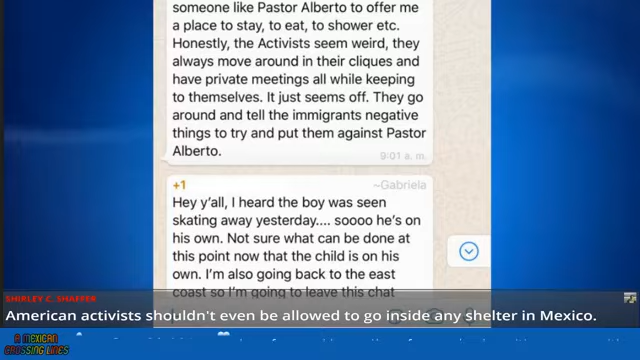 someone like Pastor Alberto to offer me
a place to stay, to eat, to shower etc.
Honestly, the Activists seem weird, they
always move around in their cliques and
have private meetings all while keeping
to themselves. It just seems off. They go
around and tell the immigrants negative
things to try and put them against Pastor
Alberto.
9:01 a. m.
+1 ~Gabriela
Hey y'all, I heard the boy was seen
skating away yesterday.... soooo he's on
his own. Not sure what can be done at
this point now that the child is on his
own. I'm also going back to the east
coast so I'm going to leave this chat
SHIRLEY C. SHAFFER
American activists shouldn't even be allowed to go inside any shelter in Mexico.
A MEXICAN
CROSSING LINES